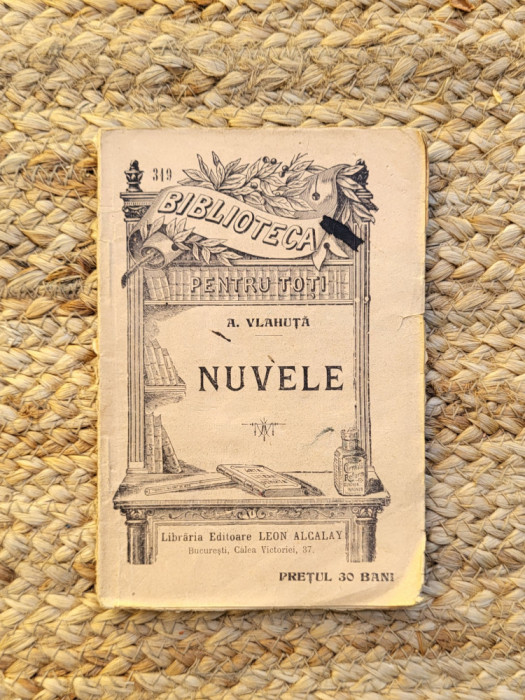 319
BIBLIOTECA
PENTRU TOȚI
A. VLAHUȚĂ
NUVELE
Librăria Editoare LEON ALCALAY
București, Calea Victoriei, 37.
PREȚUL 30 BANI